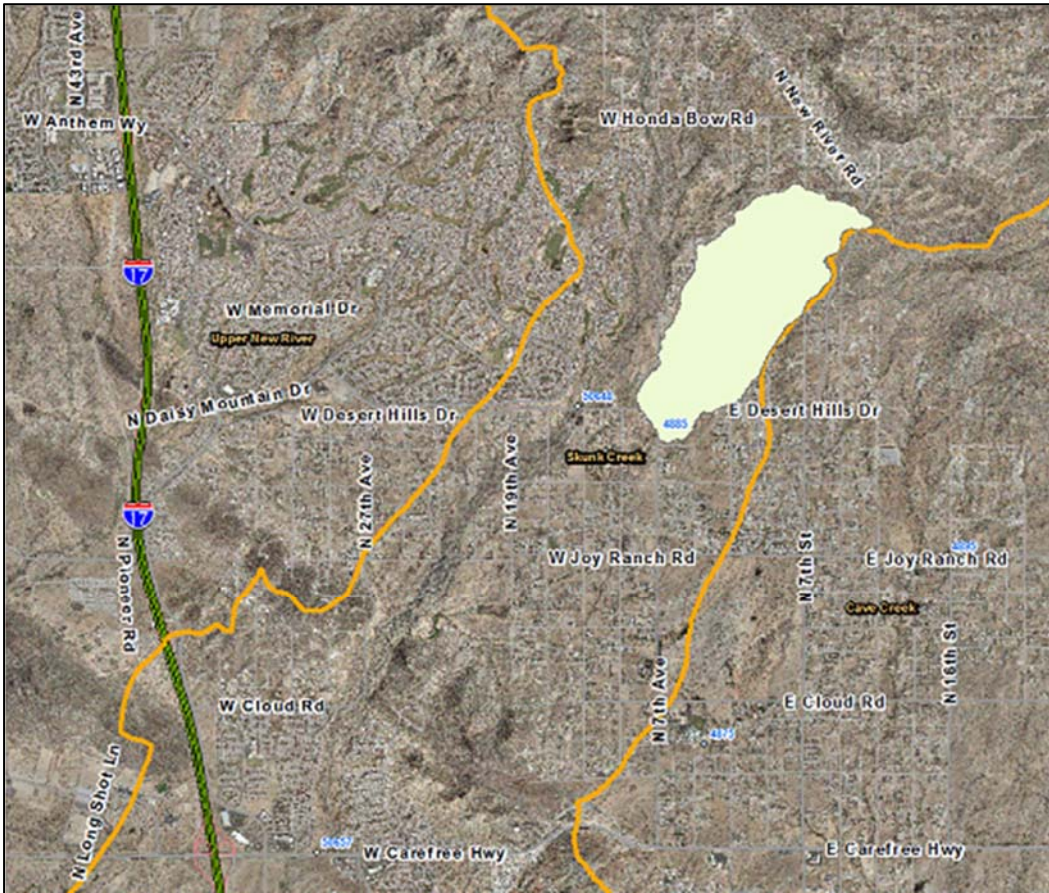 N 43rd Ave
W Anthem Wy
W Honda Bow Rd
N New River Rd
17
W Memorial Dr
Upper New River
N Daisy Mountain Dr
W Desert Hills Dr
50648
E Desert Hills Dr
4885
Skunk Creek
N 19th Ave
N 27th Ave
17
N Pioneer Rd
W Joy Ranch Rd
N 7th St
4895
E Joy Ranch Rd
Cave Creek
N 16th St
W Cloud Rd
N 7th Ave
E Cloud Rd
4875
N Long Shot Ln
50657
W Carefree Hwy
E Carefree Hwy